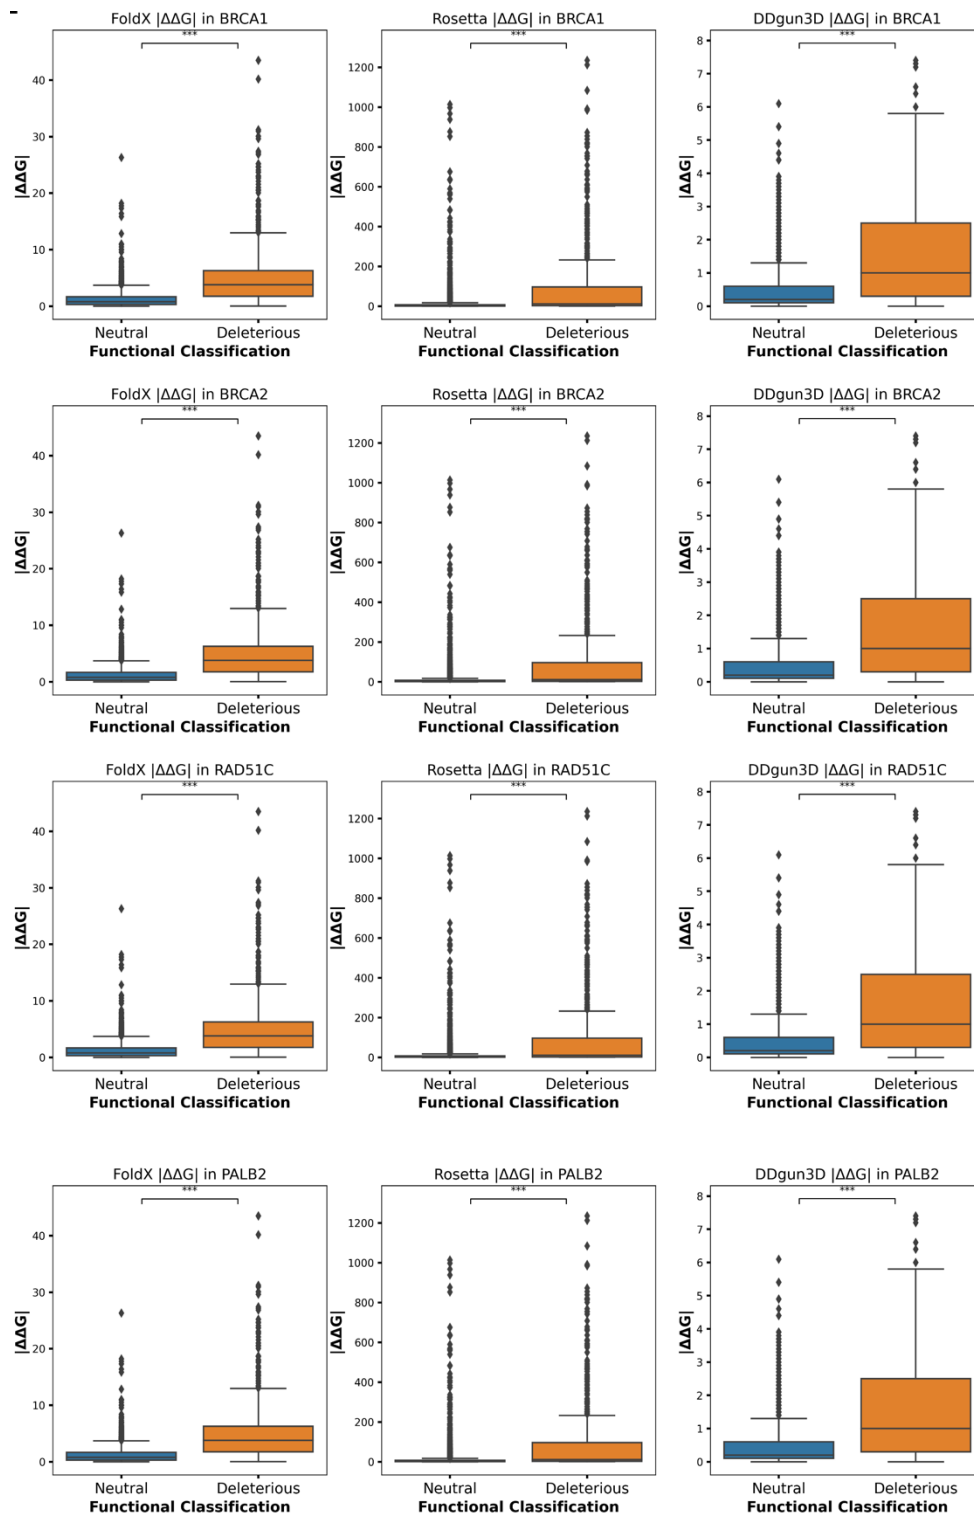 FoldX |ΔΔG| in BRCA1
Rosetta |ΔΔG| in BRCA1
DDgun3D |ΔΔG| in BRCA1
***
***
***
|ΔΔG|
40
30
20
10
0
|ΔΔG|
1200
1000
800
600
400
200
0
|ΔΔG|
8
7
6
5
4
3
2
1
0
Neutral Deleterious
Neutral Deleterious
Neutral Deleterious
Functional Classification
Functional Classification
Functional Classification
FoldX |ΔΔG| in BRCA2
Rosetta |ΔΔG| in BRCA2
DDgun3D |ΔΔG| in BRCA2
***
***
***
|ΔΔG|
40
30
20
10
0
|ΔΔG|
1200
1000
800
600
400
200
0
|ΔΔG|
8
7
6
5
4
3
2
1
0
Neutral Deleterious
Neutral Deleterious
Neutral Deleterious
Functional Classification
Functional Classification
Functional Classification
FoldX |ΔΔG| in RAD51C
Rosetta |ΔΔG| in RAD51C
DDgun3D |ΔΔG| in RAD51C
***
***
***
|ΔΔG|
40
30
20
10
0
|ΔΔG|
1200
1000
800
600
400
200
0
|ΔΔG|
8
7
6
5
4
3
2
1
0
Neutral Deleterious
Neutral Deleterious
Neutral Deleterious
Functional Classification
Functional Classification
Functional Classification
FoldX |ΔΔG| in PALB2
Rosetta |ΔΔG| in PALB2
DDgun3D |ΔΔG| in PALB2
***
***
***
|ΔΔG|
40
30
20
10
0
|ΔΔG|
1200
1000
800
600
400
200
0
|ΔΔG|
8
7
6
5
4
3
2
1
0
Neutral Deleterious
Neutral Deleterious
Neutral Deleterious
Functional Classification
Functional Classification
Functional Classification